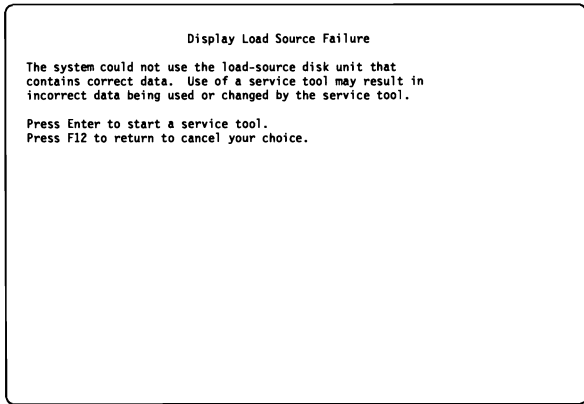 Display Load Source Failure
The system could not use the load-source disk unit that
contains correct data. Use of a service tool may result in
incorrect data being used or changed by the service tool.
Press Enter to start a service tool.
Press F12 to return to cancel your choice.